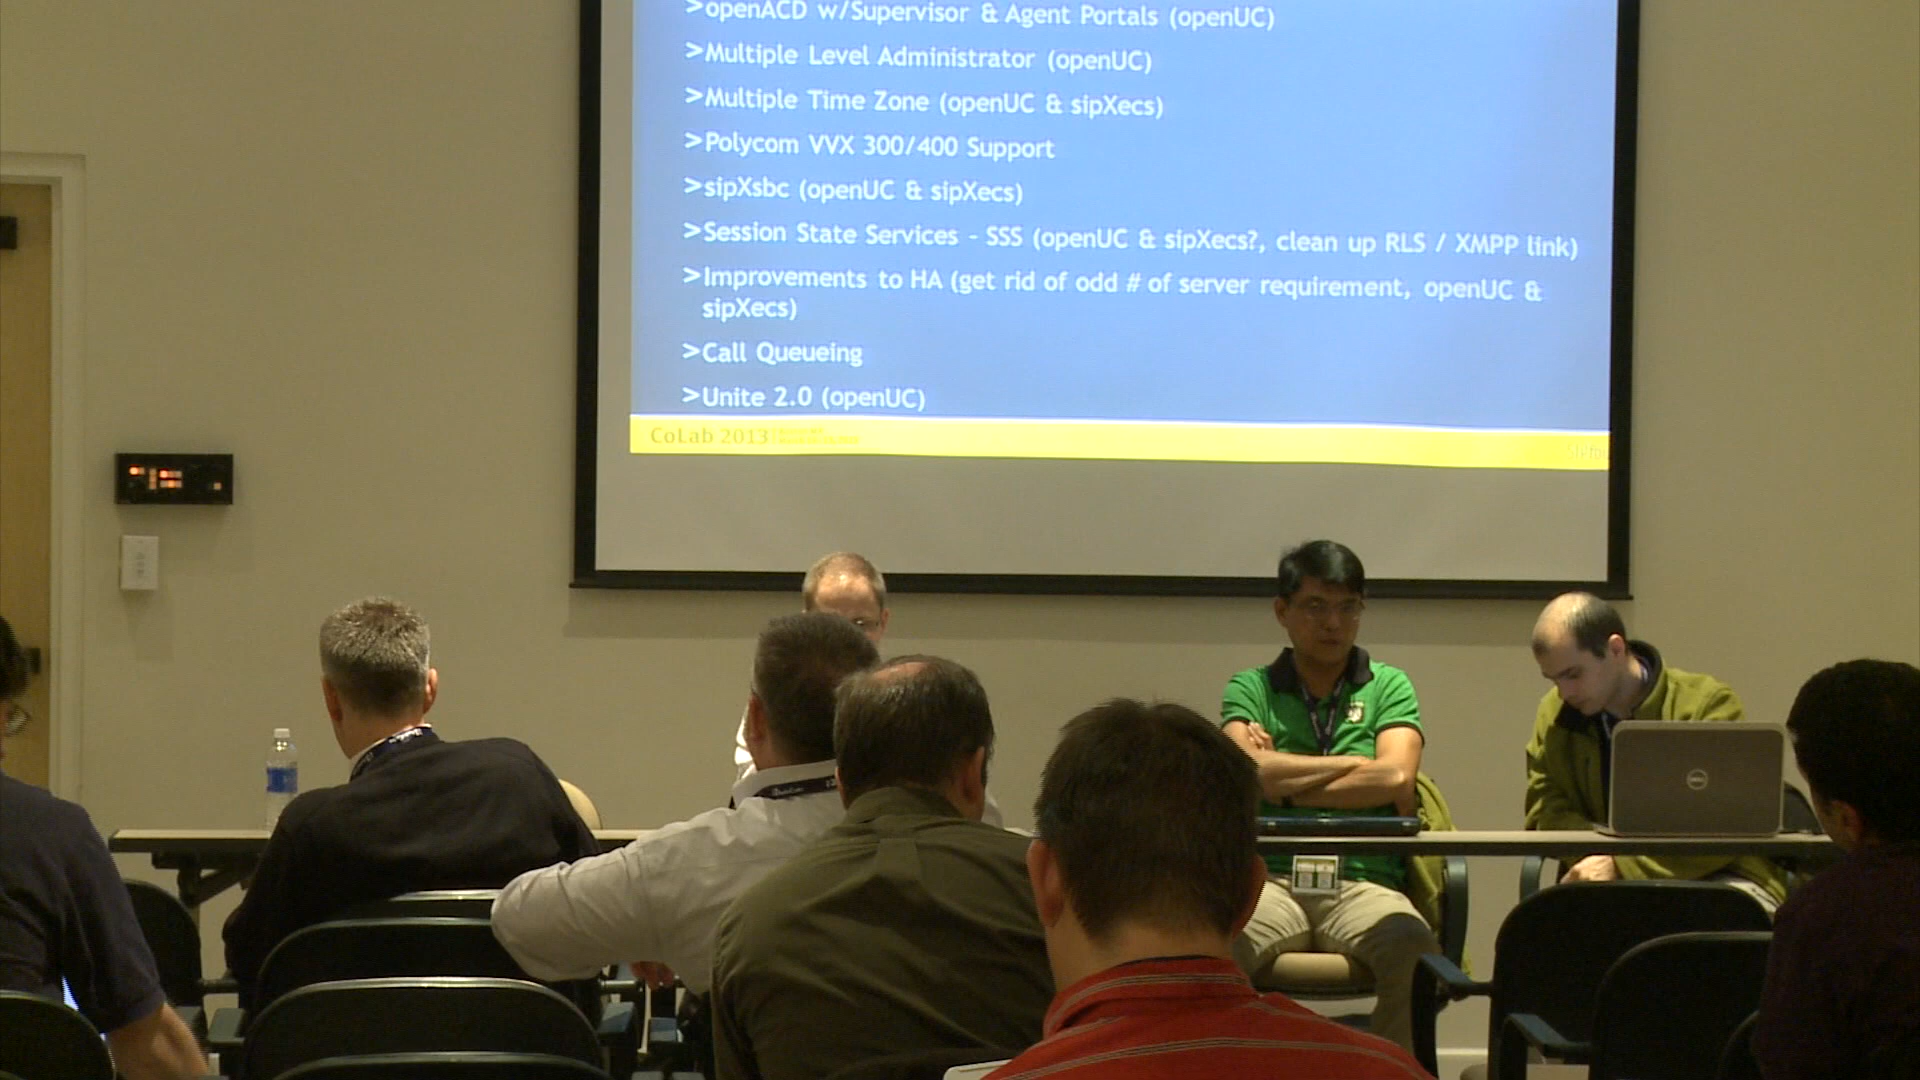 >openACD w/Supervisor & Agent Portals (openUC)
>Multiple Level Administrator (openUC)
>Multiple Time Zone (openUC & sipXecs)
>Polycom VVX 300/400 Support
>sipXsbc (openUC & sipXecs)
>Session State Services - SSS (openUC & sipXecs?, clean up RLS / XMPP link)
>Improvements to HA (get rid of odd # of server requirement, openUC &
sipXecs)
>Call Queueing
>Unite 2.0 (openUC)
CoLab 2013
DELL